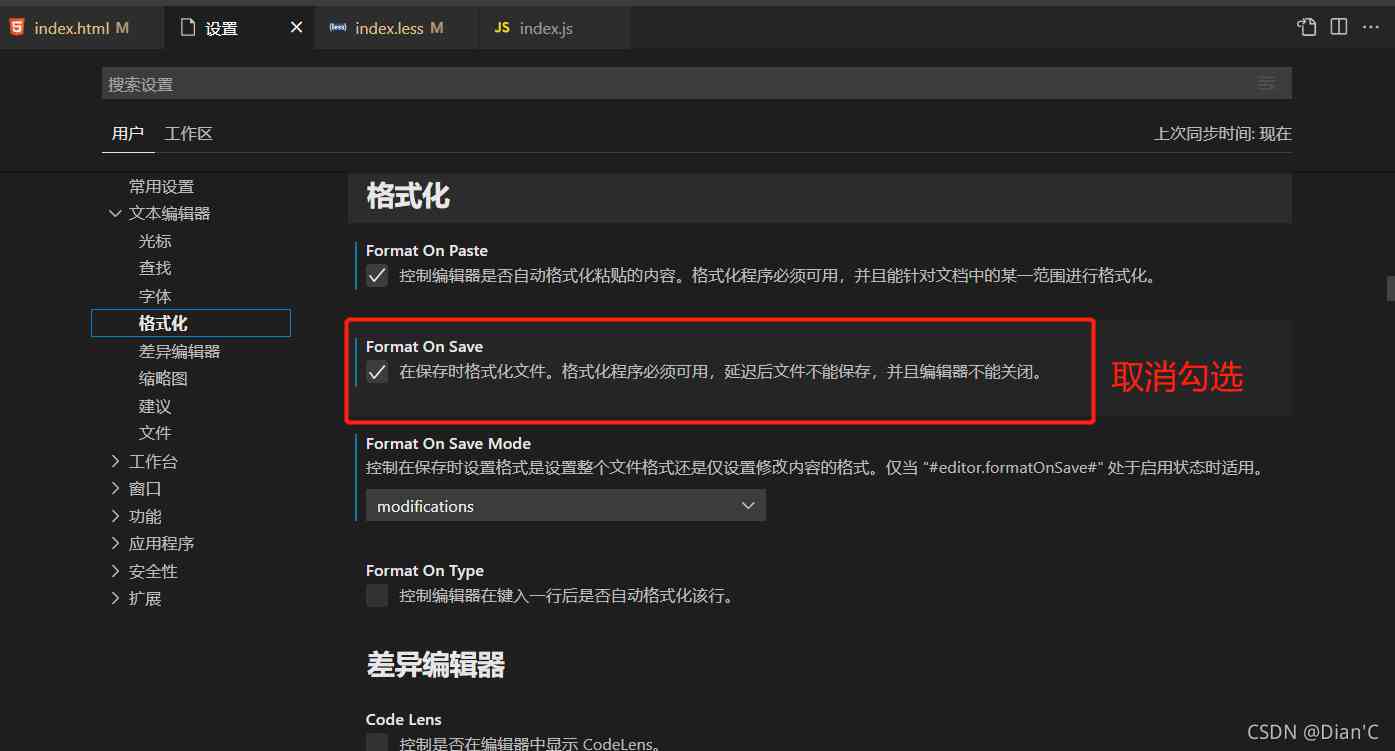 index.html M
设置
index.less M
JS index.js
搜索设置
用户 工作区
上次同步时间: 现在
常用设置
文本编辑器
光标
查找
字体
格式化
差异编辑器
缩略图
建议
文件
工作台
窗口
功能
应用程序
安全性
扩展
格式化
Format On Paste
控制编辑器是否自动格式化粘贴的内容。格式化程序必须可用，并且能针对文档中的某一范围进行格式化。
Format On Save
在保存时格式化文件。格式化程序必须可用，延迟后文件不能保存，并且编辑器不能关闭。
取消勾选
Format On Save Mode
控制在保存时设置格式是设置整个文件格式还是仅设置修改内容的格式。仅当 "#editor.formatOnSave#" 处于启用状态时适用。
modifications
Format On Type
控制编辑器在键入一行后是否自动格式化该行。
差异编辑器
Code Lens
控制是否在编辑器中显示 CodeLens。
CSDN @Dian'C